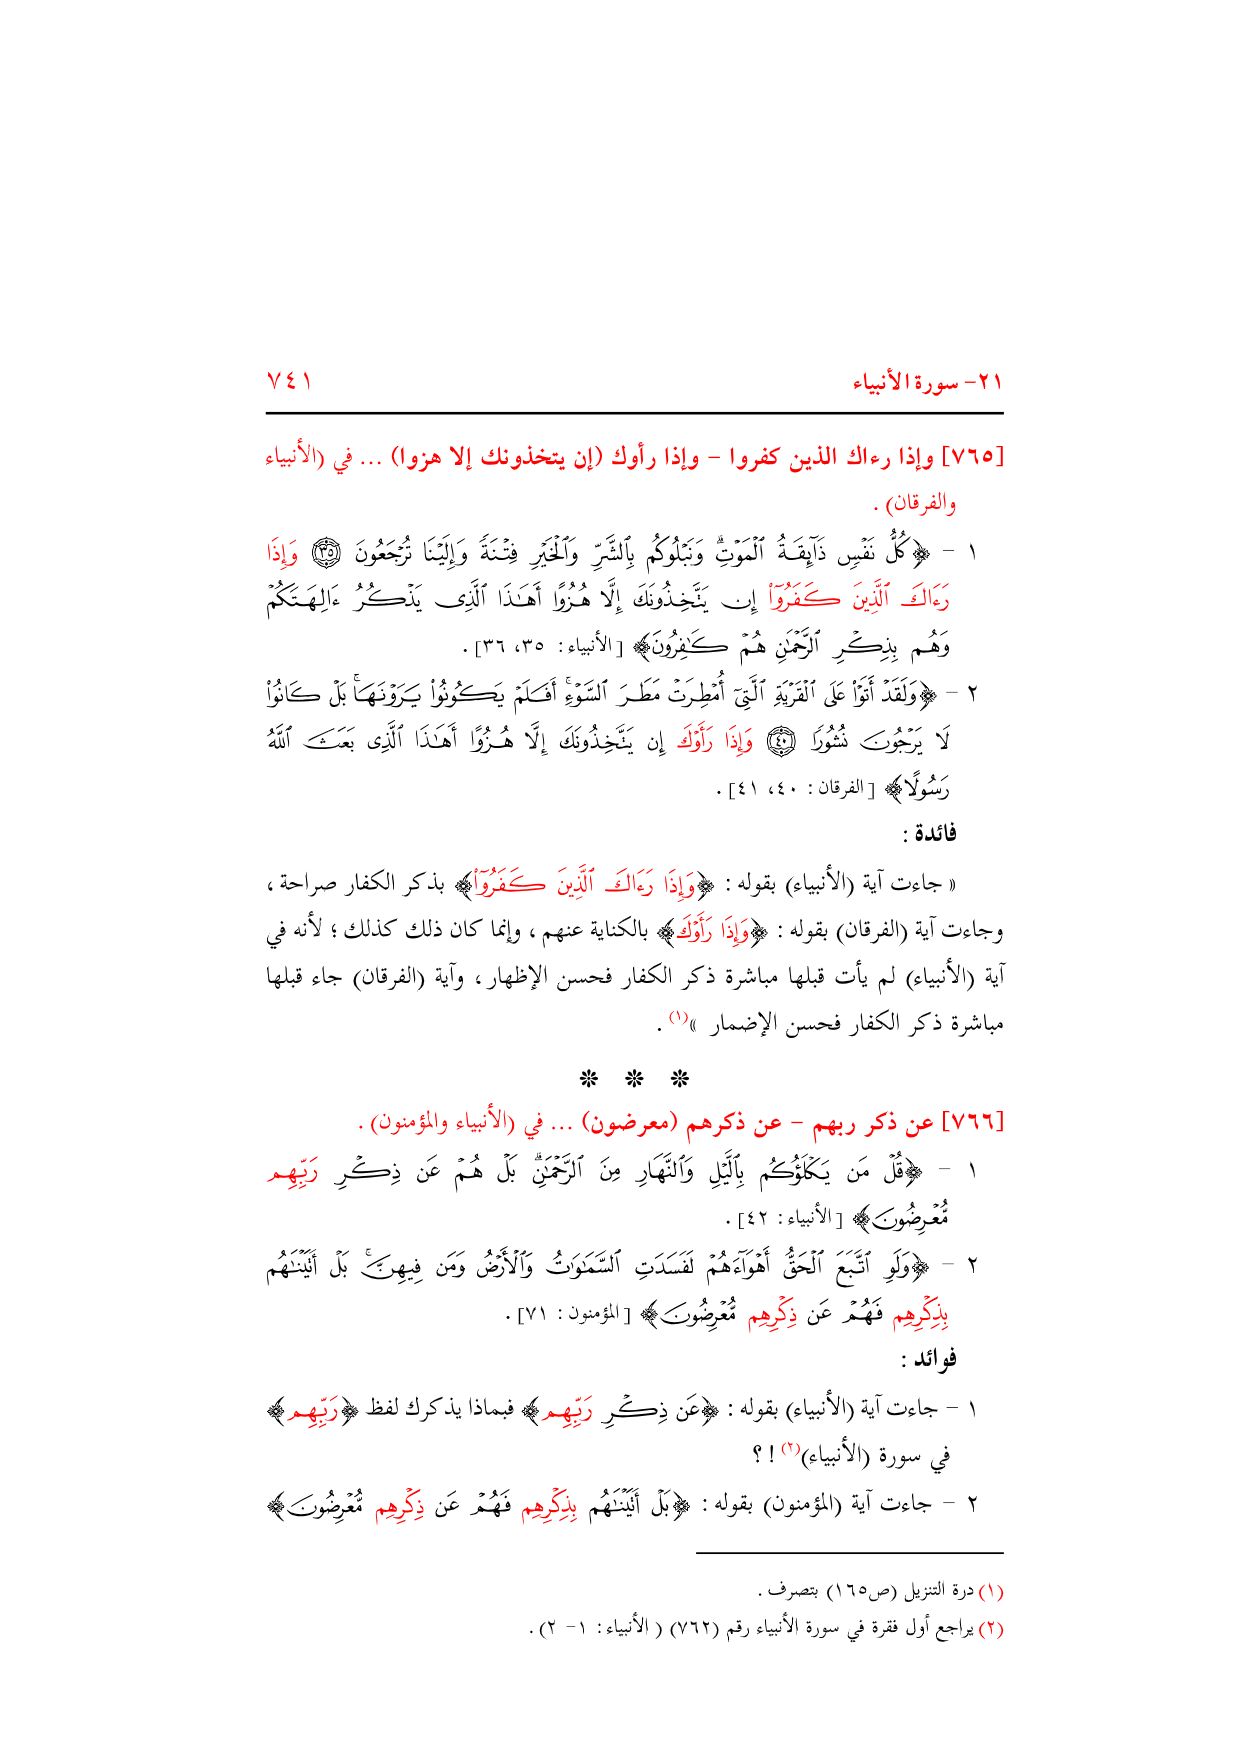 ٢١- سورة الأنبياء
٧٤١
[٧٦٥] وإذا رءاك الذين كفروا - وإذا رأوك (إن يتخذونك إلا هزوا) ... في (الأنبياء
والفرقان) .
١ - ﴿كُلُّ نَفۡسٖ ذَآئِقَةُ ٱلۡمَوۡتِۗ وَنَبۡلُوكُم بِٱلشَّرِّ وَٱلۡخَيۡرِ فِتۡنَةٗۖ وَإِلَيۡنَا تُرۡجَعُونَ ٣٥ وَإِذَا
رَءَاكَ ٱلَّذِينَ كَفَرُوٓاْ إِن يَتَّخِذُونَكَ إِلَّا هُزُوًا أَهَٰذَا ٱلَّذِي يَذۡكُرُ ءَالِهَتَكُمۡ
وَهُم بِذِكۡرِ ٱلرَّحۡمَٰنِ هُمۡ كَٰفِرُونَ﴾ [الأنبياء: ٣٥، ٣٦] .
٢ - ﴿وَلَقَدۡ أَتَوۡاْ عَلَى ٱلۡقَرۡيَةِ ٱلَّتِيٓ أُمۡطِرَتۡ مَطَرَ ٱلسَّوۡءِۚ أَفَلَمۡ يَكُونُواْ يَرَوۡنَهَاۚ بَلۡ كَانُواْ
لَا يَرۡجُونَ نُشُورٗا ٤٠ وَإِذَا رَأَوۡكَ إِن يَتَّخِذُونَكَ إِلَّا هُزُوًا أَهَٰذَا ٱلَّذِي بَعَثَ ٱللَّهُ
رَسُولًا﴾ [الفرقان: ٤٠، ٤١] .
فائدة :
« جاءت آية (الأنبياء) بقوله : ﴿وَإِذَا رَءَاكَ ٱلَّذِينَ كَفَرُوٓاْ﴾ بذكر الكفار صراحة ،
وجاءت آية (الفرقان) بقوله : ﴿وَإِذَا رَأَوۡكَ﴾ بالكناية عنهم ، وإنما كان ذلك كذلك ؛ لأنه في
آية (الأنبياء) لم يأت قبلها مباشرة ذكر الكفار فحسن الإظهار ، وآية (الفرقان) جاء قبلها
مباشرة ذكر الكفار فحسن الإضمار »(١) .
* * *
[٧٦٦] عن ذكر ربهم - عن ذكرهم (معرضون) ... في (الأنبياء والمؤمنون) .
١ - ﴿قُلۡ مَن يَكۡلَؤُكُم بِٱلَّيۡلِ وَٱلنَّهَارِ مِنَ ٱلرَّحۡمَٰنِۚ بَلۡ هُمۡ عَن ذِكۡرِ رَبِّهِم
مُّعۡرِضُونَ﴾ [الأنبياء: ٤٢] .
٢ - ﴿وَلَوِ ٱتَّبَعَ ٱلۡحَقُّ أَهۡوَآءَهُمۡ لَفَسَدَتِ ٱلسَّمَٰوَٰتُ وَٱلۡأَرۡضُ وَمَن فِيهِنَّۚ بَلۡ أَتَيۡنَٰهُم
بِذِكۡرِهِمۡ فَهُمۡ عَن ذِكۡرِهِم مُّعۡرِضُونَ﴾ [المؤمنون: ٧١] .
فوائد :
١ - جاءت آية (الأنبياء) بقوله : ﴿عَن ذِكۡرِ رَبِّهِم﴾ فبماذا يذكرك لفظ ﴿رَبِّهِم﴾
في سورة (الأنبياء)(٢) ! ؟
٢ - جاءت آية (المؤمنون) بقوله : ﴿بَلۡ أَتَيۡنَٰهُم بِذِكۡرِهِمۡ فَهُمۡ عَن ذِكۡرِهِم مُّعۡرِضُونَ﴾
(١) درة التنزيل (ص١٦٥) بتصرف .
(٢) يراجع أول فقرة في سورة الأنبياء رقم (٧٦٢) ( الأنبياء: ١- ٢) .